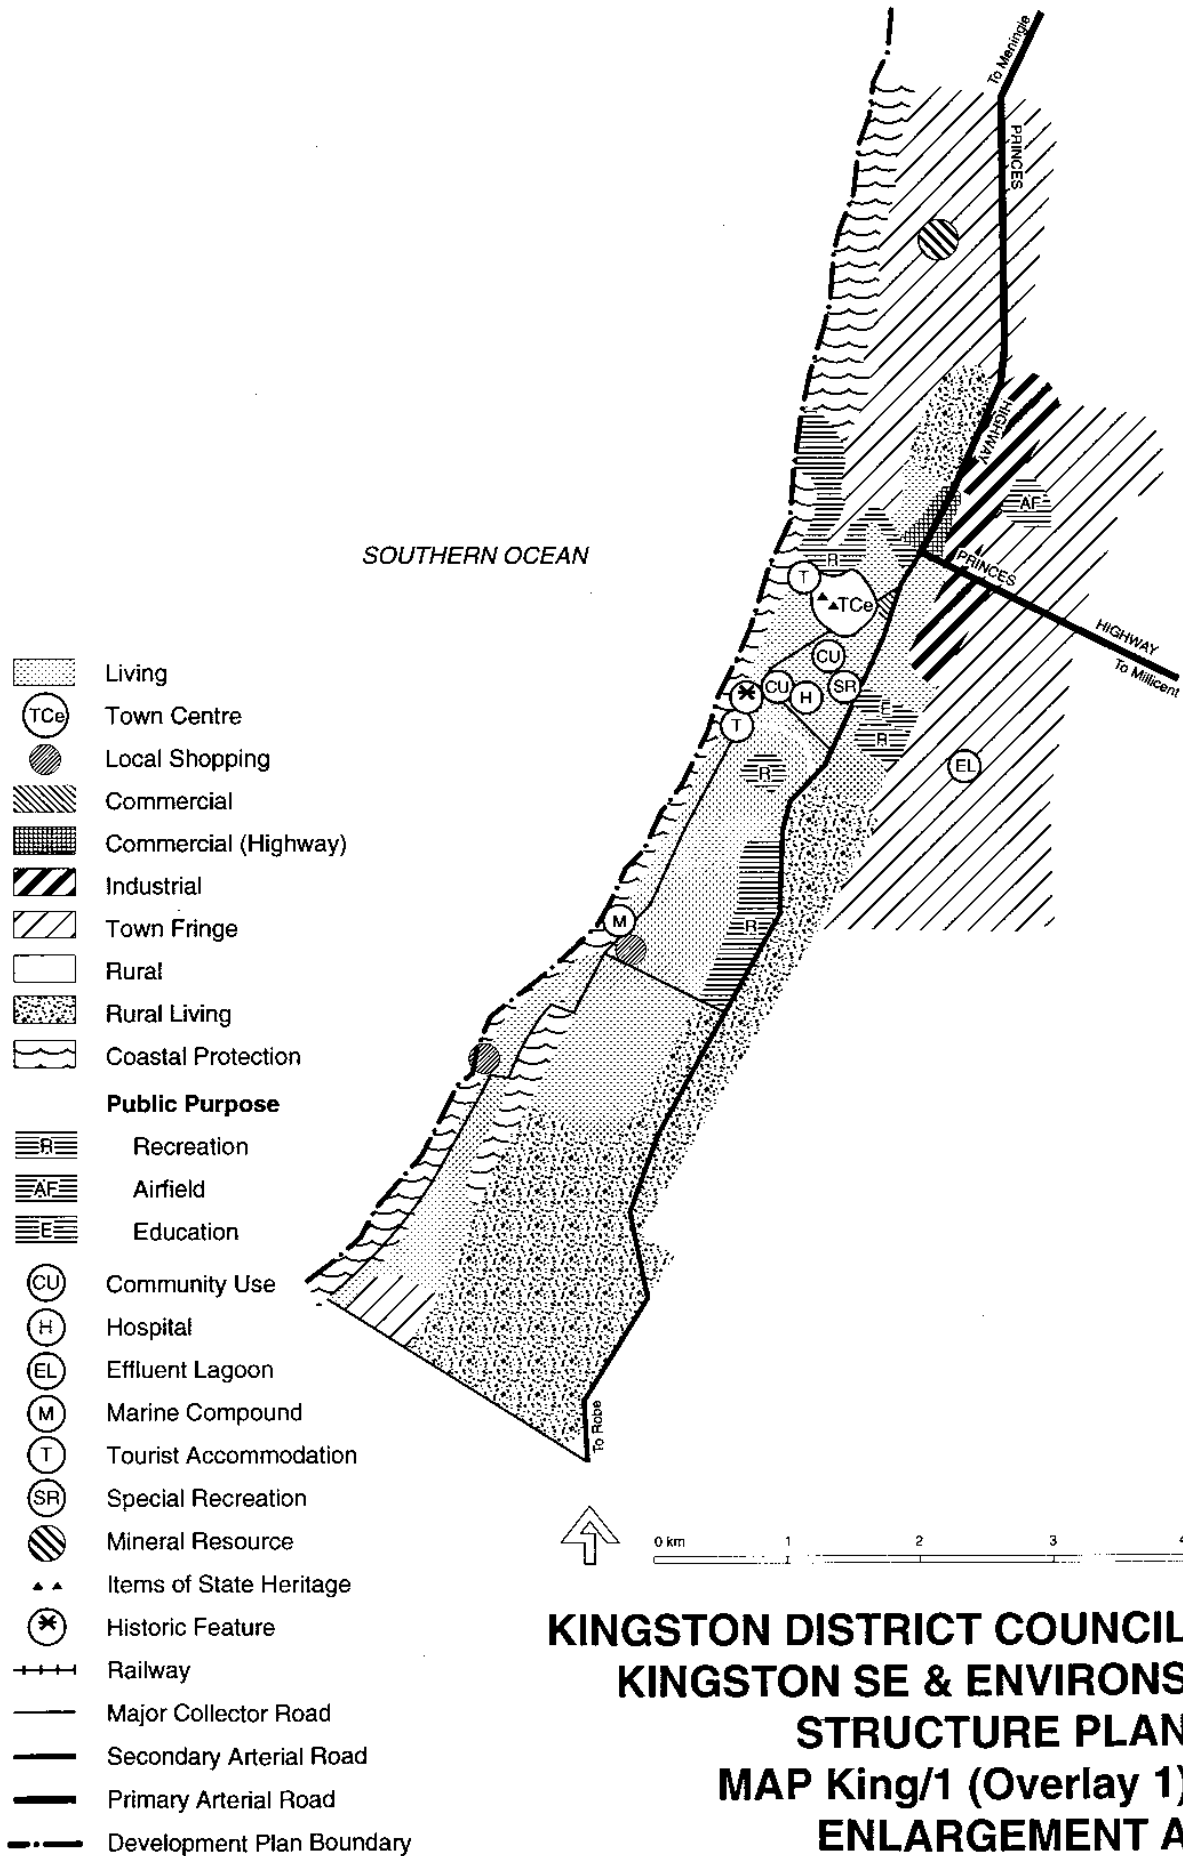 To Meningie
PRINCES
HIGHWAY
AF
SOUTHERN OCEAN
PRINCES
HIGHWAY
To Millicent
R
T
TCe
CU
CU
H
SR
E
R
T
R
EL
M
R
To Robe
Living
TCe Town Centre
Local Shopping
Commercial
Commercial (Highway)
Industrial
Town Fringe
Rural
Rural Living
Coastal Protection
Public Purpose
R Recreation
AF Airfield
E Education
CU Community Use
H Hospital
EL Effluent Lagoon
M Marine Compound
T Tourist Accommodation
SR Special Recreation
Mineral Resource
Items of State Heritage
Historic Feature
Railway
Major Collector Road
Secondary Arterial Road
Primary Arterial Road
Development Plan Boundary
0 km 1 2 3 4
KINGSTON DISTRICT COUNCIL
KINGSTON SE & ENVIRONS
STRUCTURE PLAN
MAP King/1 (Overlay 1)
ENLARGEMENT A